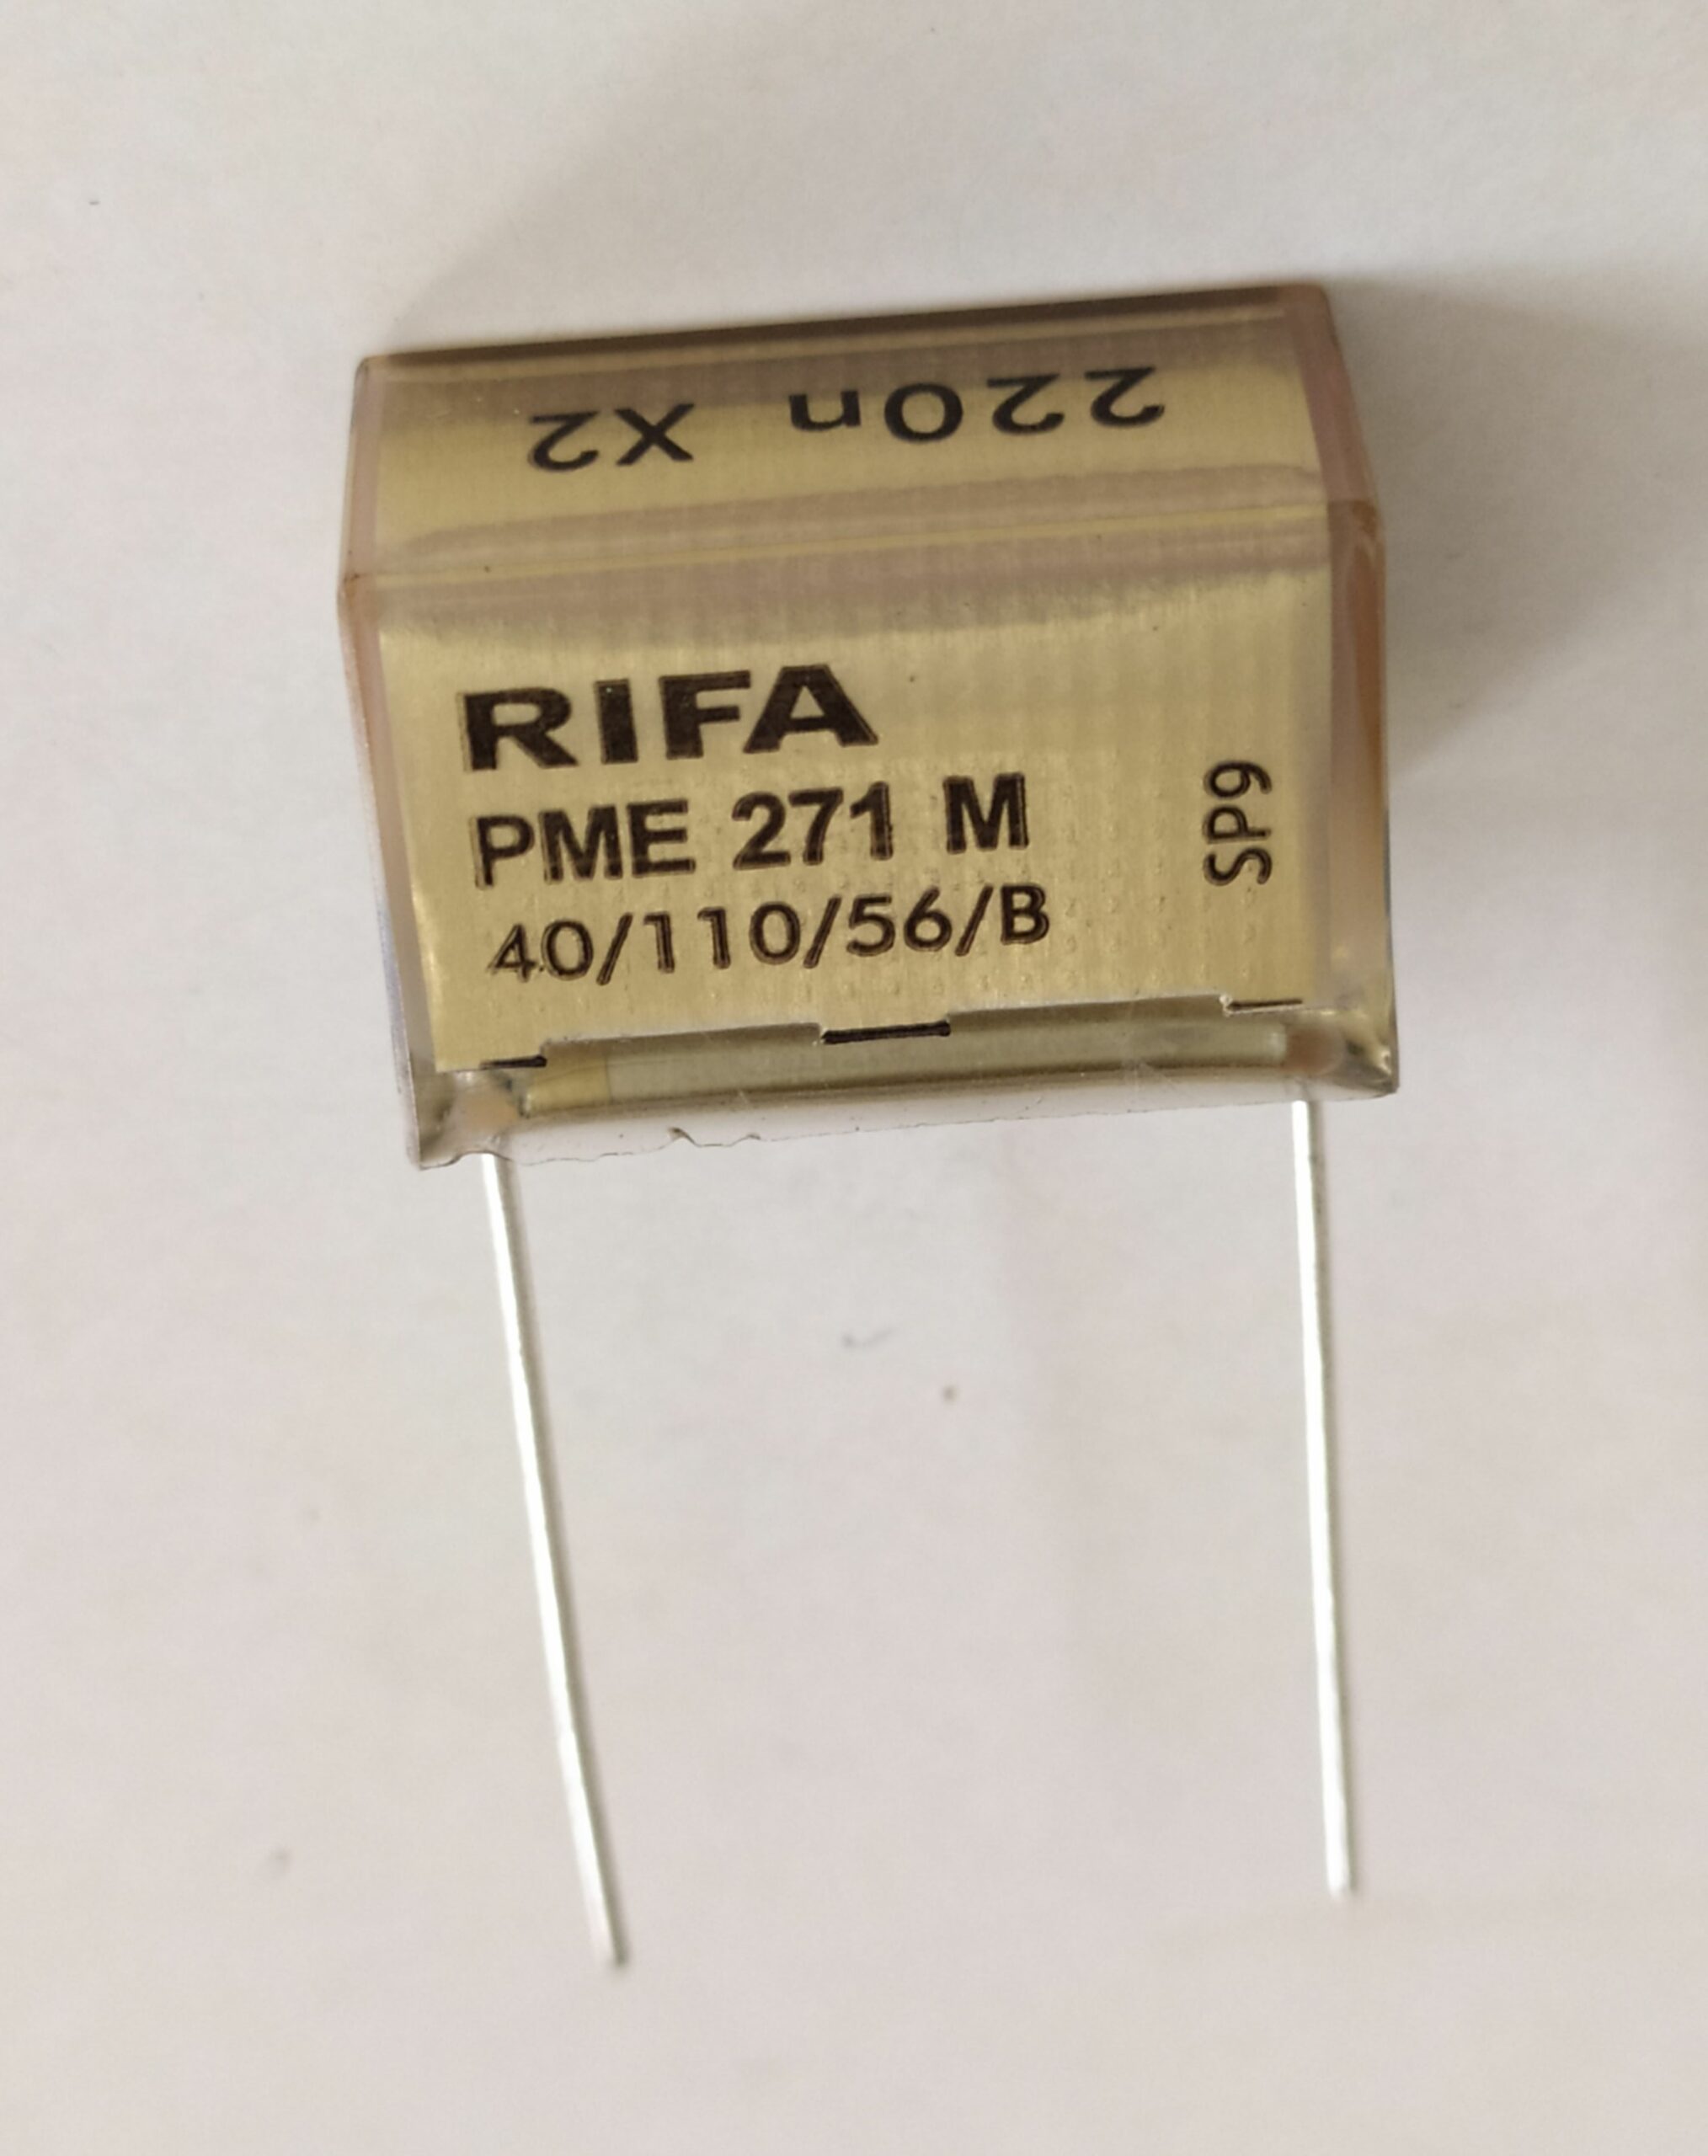 220n X2
RIFA
PME 271 M
40/110/56/B
SP9